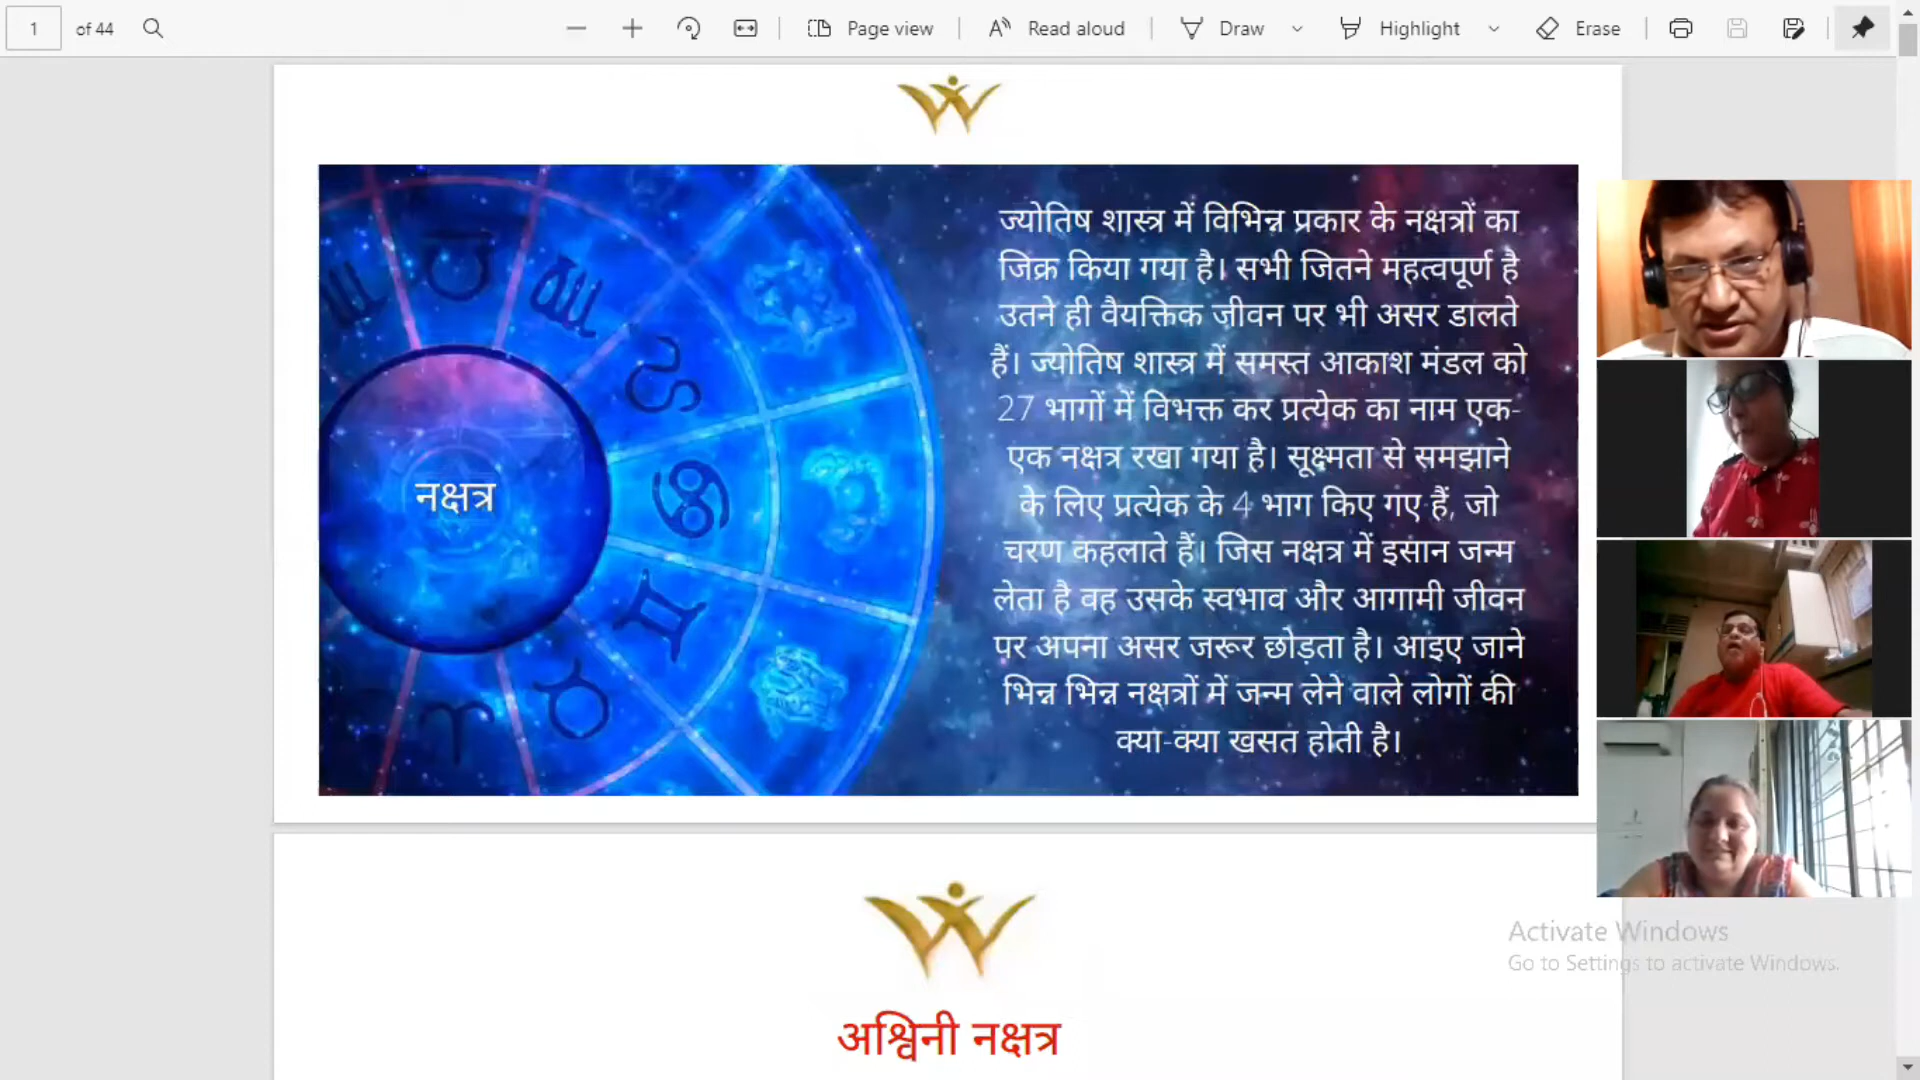 1 of 44 Page view Read aloud Draw Highlight Erase
नक्षत्र
ज्योतिष शास्त्र में विभिन्न प्रकार के नक्षत्रों का
जिक्र किया गया है। सभी जितने महत्वपूर्ण है
उतने ही वैयक्तिक जीवन पर भी असर डालते
हैं। ज्योतिष शास्त्र में समस्त आकाश मंडल को
27 भागों में विभक्त कर प्रत्येक का नाम एक-
एक नक्षत्र रखा गया है। सूक्ष्मता से समझाने
के लिए प्रत्येक के 4 भाग किए गए हैं, जो
चरण कहलाते हैं। जिस नक्षत्र में इसान जन्म
लेता है वह उसके स्वभाव और आगामी जीवन
पर अपना असर जरूर छोड़ता है। आइए जाने
भिन्न भिन्न नक्षत्रों में जन्म लेने वाले लोगों की
क्या-क्या खसत होती है।
Activate Windows
Go to Settings to activate Windows.
अश्विनी नक्षत्र